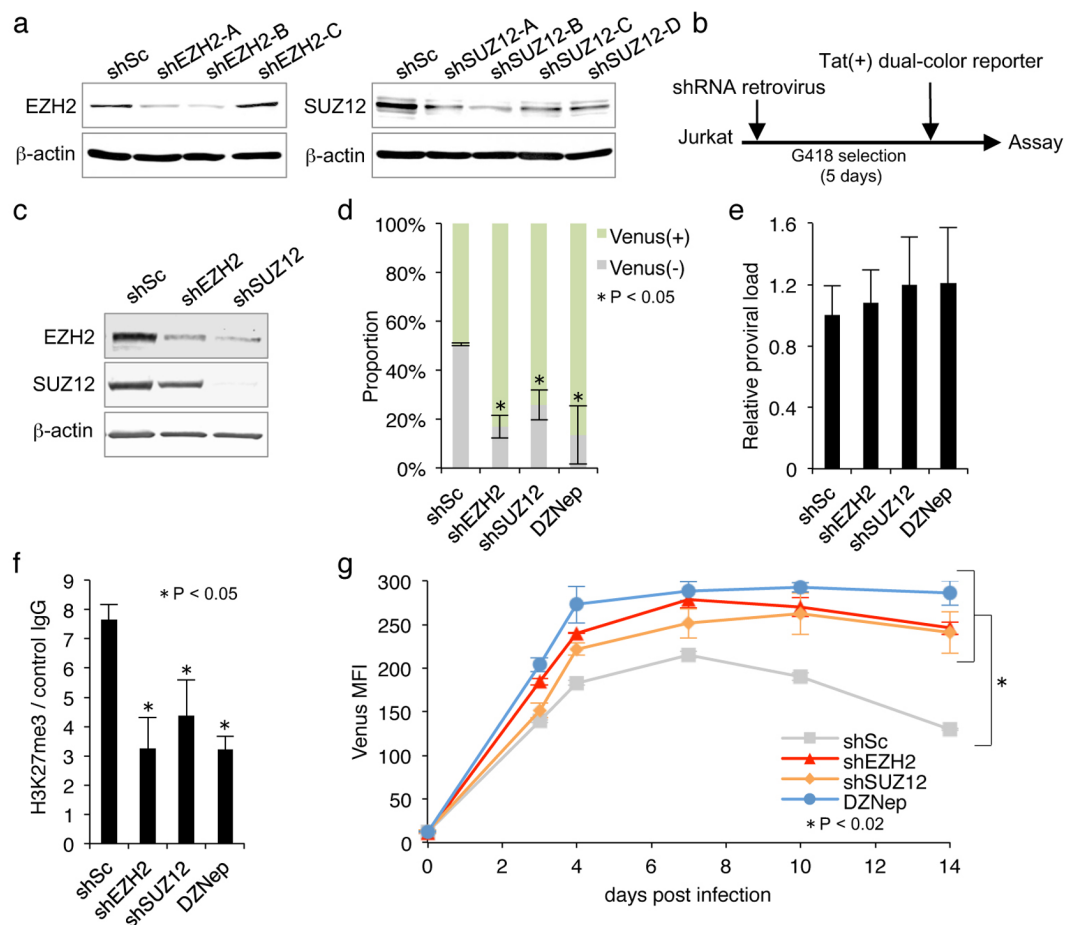 a
shSc
shEZH2-A
shEZH2-B
shEZH2-C
EZH2
β-actin
shSc
shSUZ12-A
shSUZ12-B
shSUZ12-C
shSUZ12-D
SUZ12
β-actin
b
Tat(+) dual-color reporter
shRNA retrovirus
Jurkat
Assay
G418 selection
(5 days)
c
shSc
shEZH2
shSUZ12
EZH2
SUZ12
β-actin
d
Proportion
100%
80%
60%
40%
20%
0%
Venus(+)
Venus(-)
* P < 0.05
*
*
*
shSc
shEZH2
shSUZ12
DZNep
e
Relative proviral load
1.6
1.2
0.8
0.4
0
shSc
shEZH2
shSUZ12
DZNep
f
H3K27me3 / control IgG
9
8
7
6
5
4
3
2
1
0
* P < 0.05
*
*
*
shSc
shEZH2
shSUZ12
DZNep
g
Venus MFI
300
250
200
150
100
50
0
*
shSc
shEZH2
shSUZ12
DZNep
* P < 0.02
0 2 4 6 8 10 12 14
days post infection